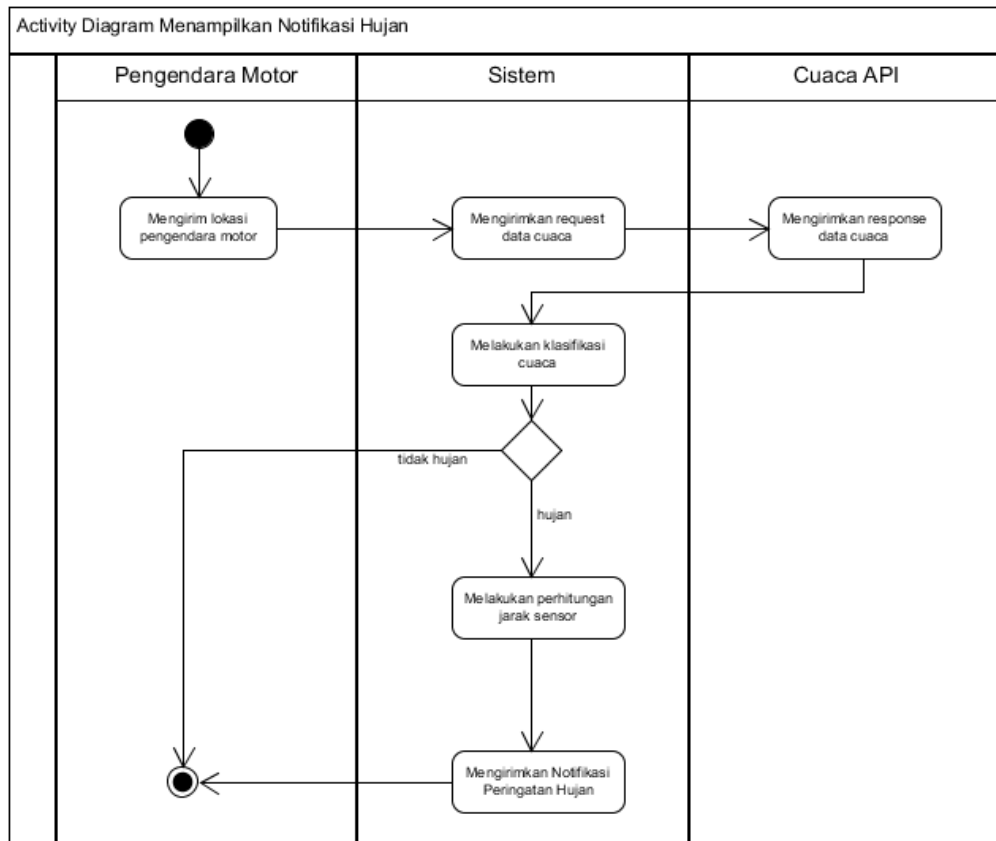 Activity Diagram Menampilkan Notifikasi Hujan
Pengendara Motor
Sistem
Cuaca API
Mengirim lokasi
pengendara motor
Mengirimkan request
data cuaca
Mengirimkan response
data cuaca
Melakukan klasifikasi
cuaca
tidak hujan
hujan
Melakukan perhitungan
jarak sensor
Mengirimkan Notifikasi
Peringatan Hujan